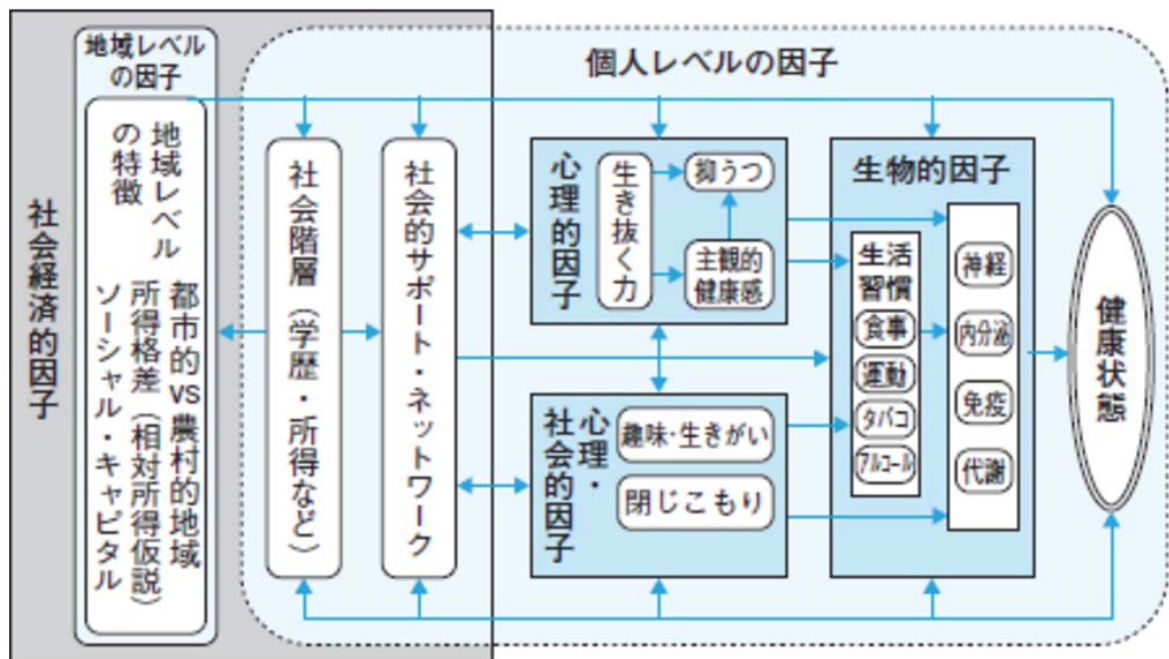 地域レベル
の因子
個人レベルの因子
社会経済的因子
地域レベル
の特徴
都市的VS農村的地域
所得格差（相対所得仮説）
ソーシャル・キャピタル
社会階層（学歴・所得など）
社会的サポート・ネットワーク
心理的因子
生き抜く力
抑うつ
主観的
健康感
心理・
社会的因子
趣味・生きがい
閉じこもり
生物的因子
生活
習慣
食事
運動
タバコ
アルコール
神経
内分泌
免疫
代謝
健康状態